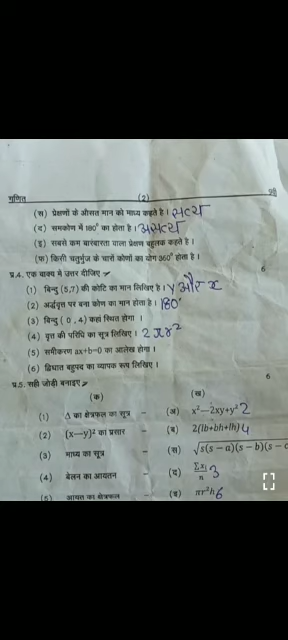 गणित (2) 9वी
(स) प्रेक्षणों के औसत मान को माध्य कहते है। सत्य
(द) समकोण में 180° का होता है। असत्य
(इ) सबसे कम बारंबारता वाला प्रेक्षण बहुलक कहते है।
(फ) किसी चतुर्भुज के चारों कोणों का योग 360° होता है।
प्र.4. एक वाक्य में उत्तर दीजिए 6
(1) बिन्दु (5,7) की कोटि का मान लिखिए है। y और x
(2) अर्द्धवृत्त पर बना कोण का मान होता है। 180°
(3) बिन्दु (0,4) कहां स्थित होगा ।
(4) वृत्त की परिधि का सूत्र लिखिए । 2πr²
(5) समीकरण ax+b=0 का आलेख होगा ।
(6) द्विघात बहुपद का व्यापक रूप लिखिए ।
प्र.5. सही जोड़ी बनाइए 6
(क) (ख)
(1) Δ का क्षेत्रफल का सूत्र – (अ) x²–2xy+y² 2
(2) (x–y)² का प्रसार – (ब) 2(lb+bh+lh) 4
(3) माध्य का सूत्र – (स) √s(s–a)(s–b)(s–c
(4) बेलन का आयतन – (द) Σxᵢ/n 3
(5) आयत का क्षेत्रफल – πr²h 6